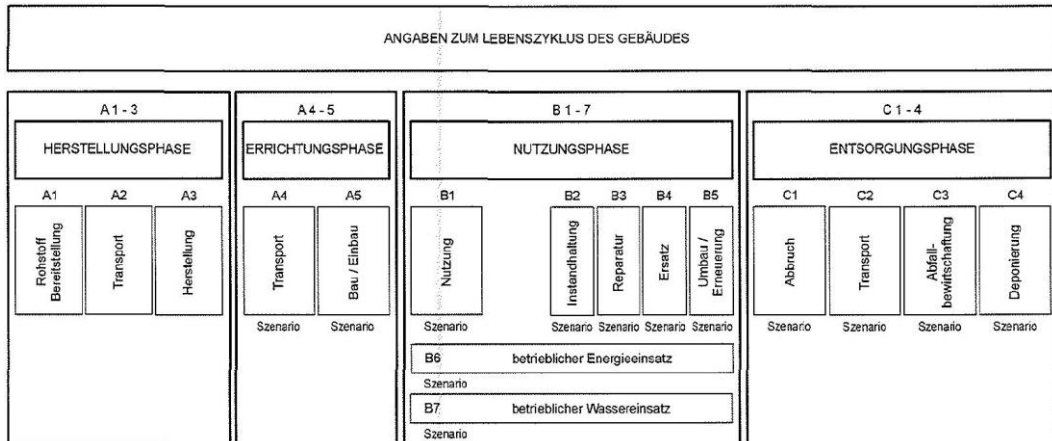 ANGABEN ZUM LEBENSZYKLUS DES GEBÄUDES
A 1 - 3
HERSTELLUNGSPHASE
A1
A2
A3
Rohstoff
Bereitstellung
Transport
Herstellung
A 4 - 5
ERRICHTUNGSPHASE
A4
A5
Transport
Bau / Einbau
Szenario
Szenario
B 1 - 7
NUTZUNGSPHASE
B1
B2
B3
B4
B5
Nutzung
Instandhaltung
Reparatur
Ersatz
Umbau /
Erneuerung
Szenario
Szenario
Szenario
Szenario
Szenario
B6 betrieblicher Energieeinsatz
Szenario
B7 betrieblicher Wassereinsatz
Szenario
C 1 - 4
ENTSORGUNGSPHASE
C1
C2
C3
C4
Abbruch
Transport
Abfall-
bewirtschaftung
Deponierung
Szenario
Szenario
Szenario
Szenario